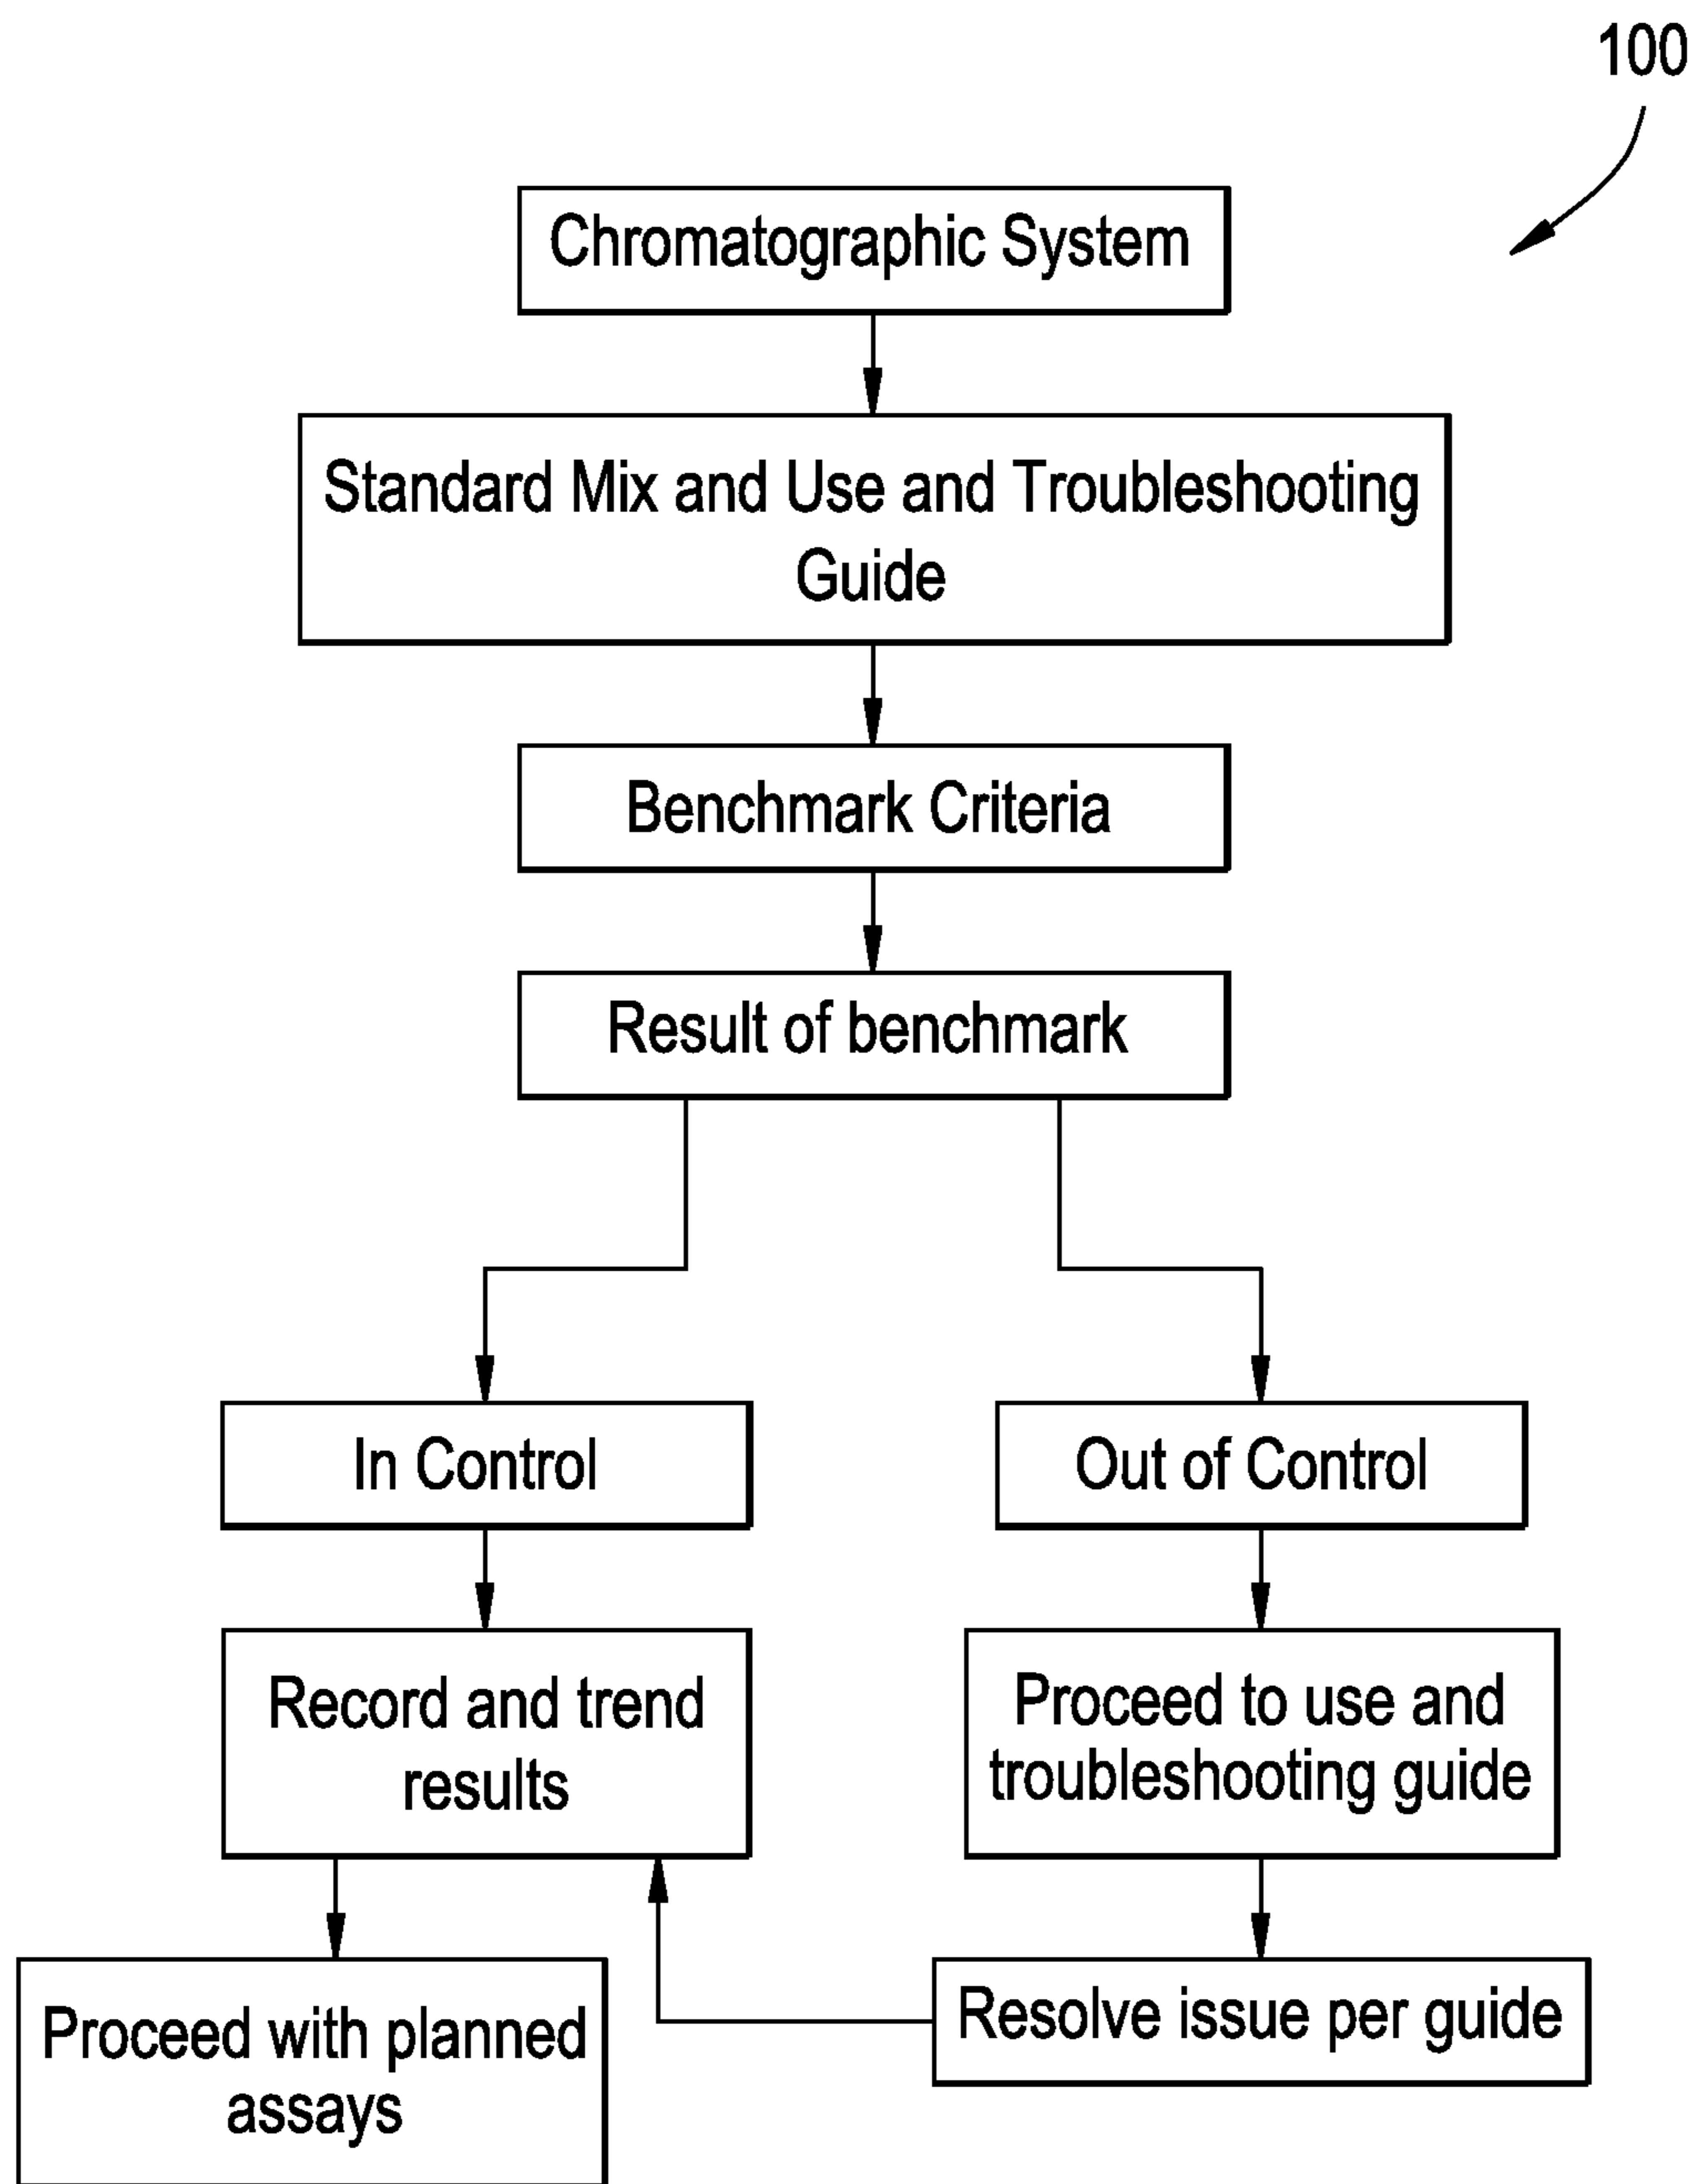 100
Chromatographic System
Standard Mix and Use and Troubleshooting
Guide
Benchmark Criteria
Result of benchmark
In Control
Out of Control
Record and trend
results
Proceed to use and
troubleshooting guide
Proceed with planned
assays
Resolve issue per guide